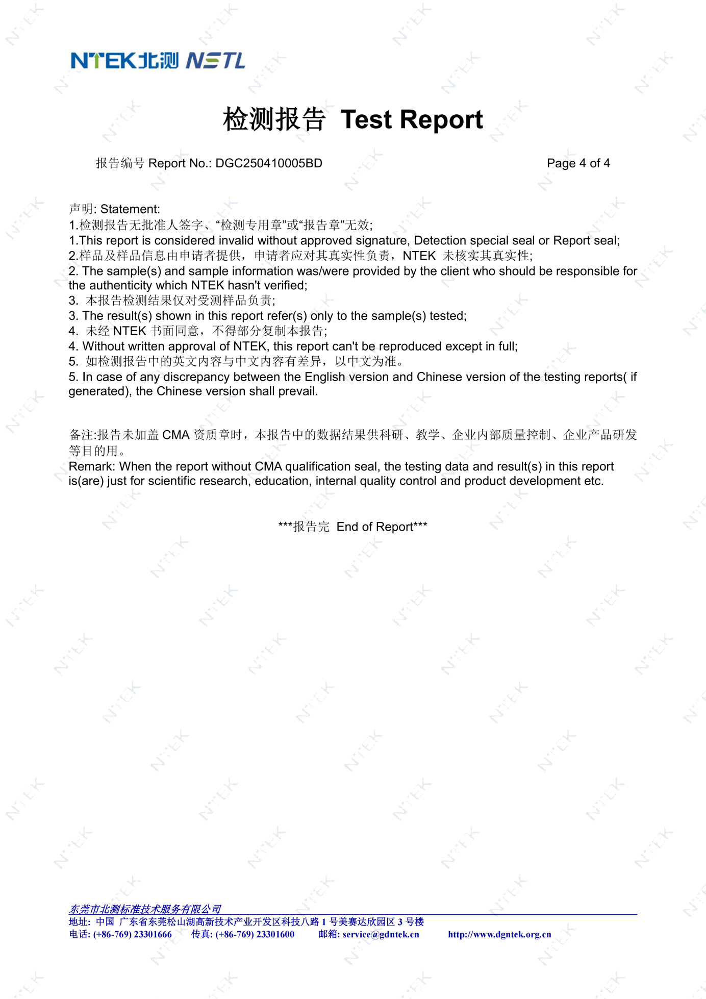 NTEK北测 NSTL
检测报告 Test Report
报告编号 Report No.: DGC250410005BD Page 4 of 4
声明: Statement:
1.检测报告无批准人签字、“检测专用章”或“报告章”无效;
1.This report is considered invalid without approved signature, Detection special seal or Report seal;
2.样品及样品信息由申请者提供，申请者应对其真实性负责，NTEK 未核实其真实性;
2. The sample(s) and sample information was/were provided by the client who should be responsible for
the authenticity which NTEK hasn't verified;
3. 本报告检测结果仅对受测样品负责;
3. The result(s) shown in this report refer(s) only to the sample(s) tested;
4. 未经 NTEK 书面同意，不得部分复制本报告;
4. Without written approval of NTEK, this report can't be reproduced except in full;
5. 如检测报告中的英文内容与中文内容有差异，以中文为准。
5. In case of any discrepancy between the English version and Chinese version of the testing reports( if
generated), the Chinese version shall prevail.
备注:报告未加盖 CMA 资质章时，本报告中的数据结果供科研、教学、企业内部质量控制、企业产品研发
等目的用。
Remark: When the report without CMA qualification seal, the testing data and result(s) in this report
is(are) just for scientific research, education, internal quality control and product development etc.
***报告完 End of Report***
东莞市北测标准技术服务有限公司
地址: 中国 广东省东莞松山湖高新技术产业开发区科技八路 1 号美赛达欣园区 3 号楼
电话: (+86-769) 23301666 传真: (+86-769) 23301600 邮箱: service@gdntek.cn http://www.dgntek.org.cn